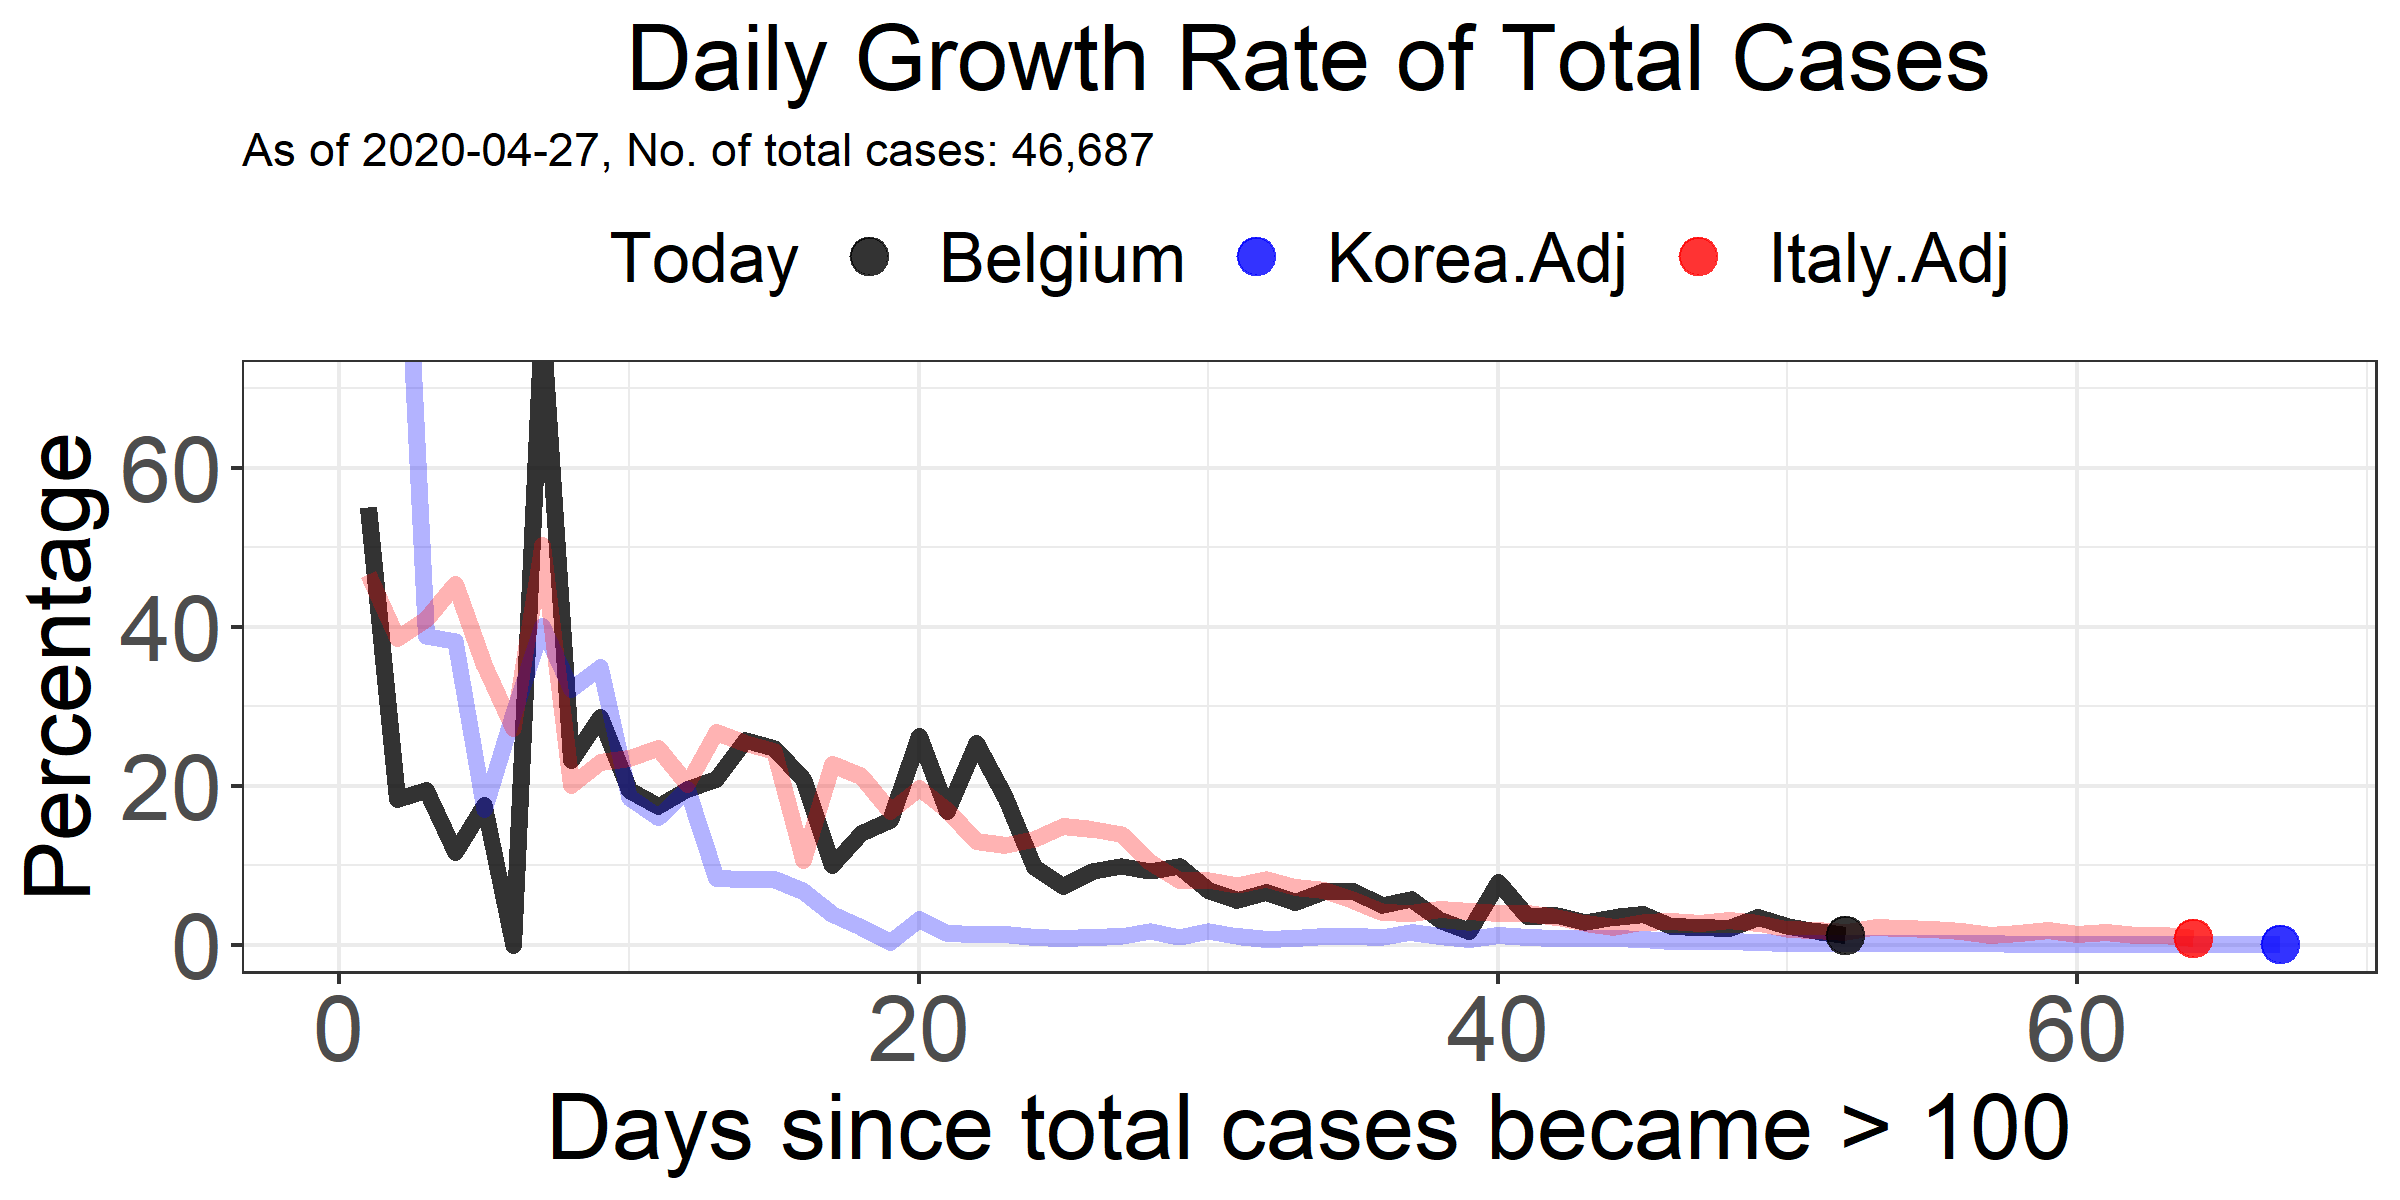 Daily Growth Rate of Total Cases
As of 2020-04-27, No. of total cases: 46,687
Today Belgium Korea.Adj Italy.Adj
Percentage
60
40
20
0
0 20 40 60
Days since total cases became > 100